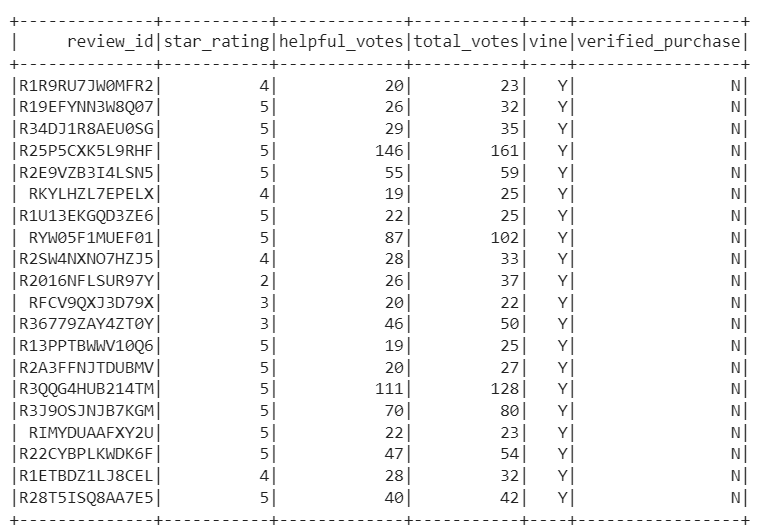 +--------------+-----------+-------------+-----------+----+-----------------+
|     review_id|star_rating|helpful_votes|total_votes|vine|verified_purchase|
+--------------+-----------+-------------+-----------+----+-----------------+
|R1R9RU7JW0MFR2|          4|           20|         23|   Y|                N|
|R19EFYNN3W8Q07|          5|           26|         32|   Y|                N|
|R34DJ1R8AEU0SG|          5|           29|         35|   Y|                N|
|R25P5CXK5L9RHF|          5|          146|        161|   Y|                N|
|R2E9VZB3I4LSN5|          5|           55|         59|   Y|                N|
| RKYLHZL7EPELX|          4|           19|         25|   Y|                N|
|R1U13EKGQD3ZE6|          5|           22|         25|   Y|                N|
| RYW05F1MUEF01|          5|           87|        102|   Y|                N|
|R2SW4NXNO7HZJ5|          4|           28|         33|   Y|                N|
|R2016NFLSUR97Y|          2|           26|         37|   Y|                N|
| RFCV9QXJ3D79X|          3|           20|         22|   Y|                N|
|R36779ZAY4ZT0Y|          3|           46|         50|   Y|                N|
|R13PPTBWWV10Q6|          5|           19|         25|   Y|                N|
|R2A3FFNJTDUBMV|          5|           20|         27|   Y|                N|
|R3QQG4HUB214TM|          5|          111|        128|   Y|                N|
|R3J9OSJNJB7KGM|          5|           70|         80|   Y|                N|
| RIMYDUAAFXY2U|          5|           22|         23|   Y|                N|
|R22CYBPLKWDK6F|          5|           47|         54|   Y|                N|
|R1ETBDZ1LJ8CEL|          4|           28|         32|   Y|                N|
|R28T5ISQ8AA7E5|          5|           40|         42|   Y|                N|
+--------------+-----------+-------------+-----------+----+-----------------+